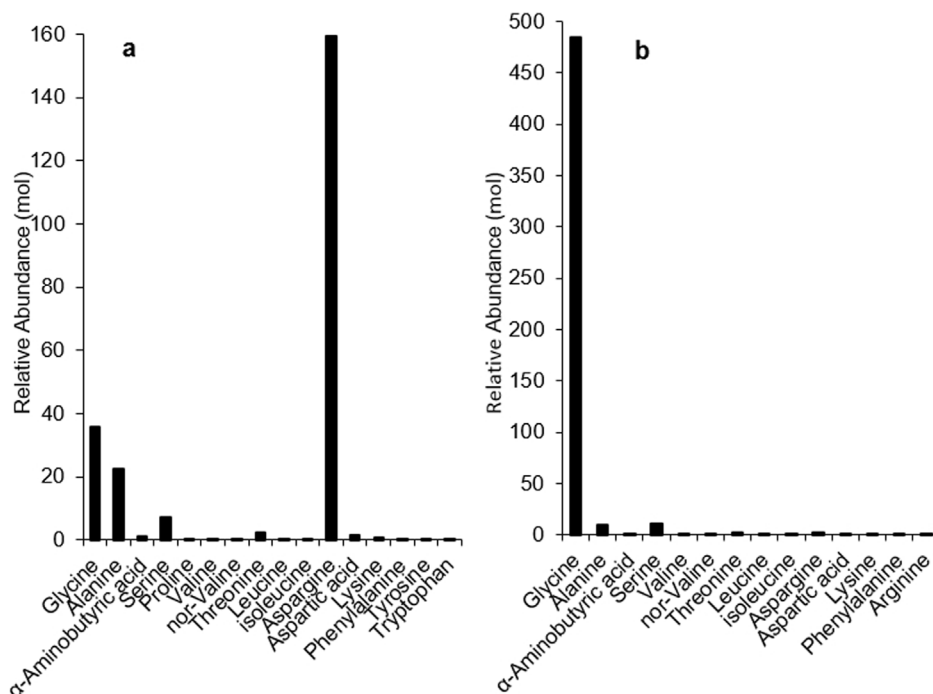 a
Relative Abundance (mol)
160
140
120
100
80
60
40
20
0
Glycine
Alanine
α-Aminobutyric acid
Serine
Proline
Valine
nor-Valine
Threonine
Leucine
isoleucine
Aspargine
Aspartic acid
Lysine
Phenylalanine
Tyrosine
Tryptophan
b
Relative Abundance (mol)
500
450
400
350
300
250
200
150
100
50
0
Glycine
Alanine
α-Aminobutyric acid
Serine
Valine
nor-Valine
Threonine
Leucine
isoleucine
Aspargine
Aspartic acid
Lysine
Phenylalanine
Arginine